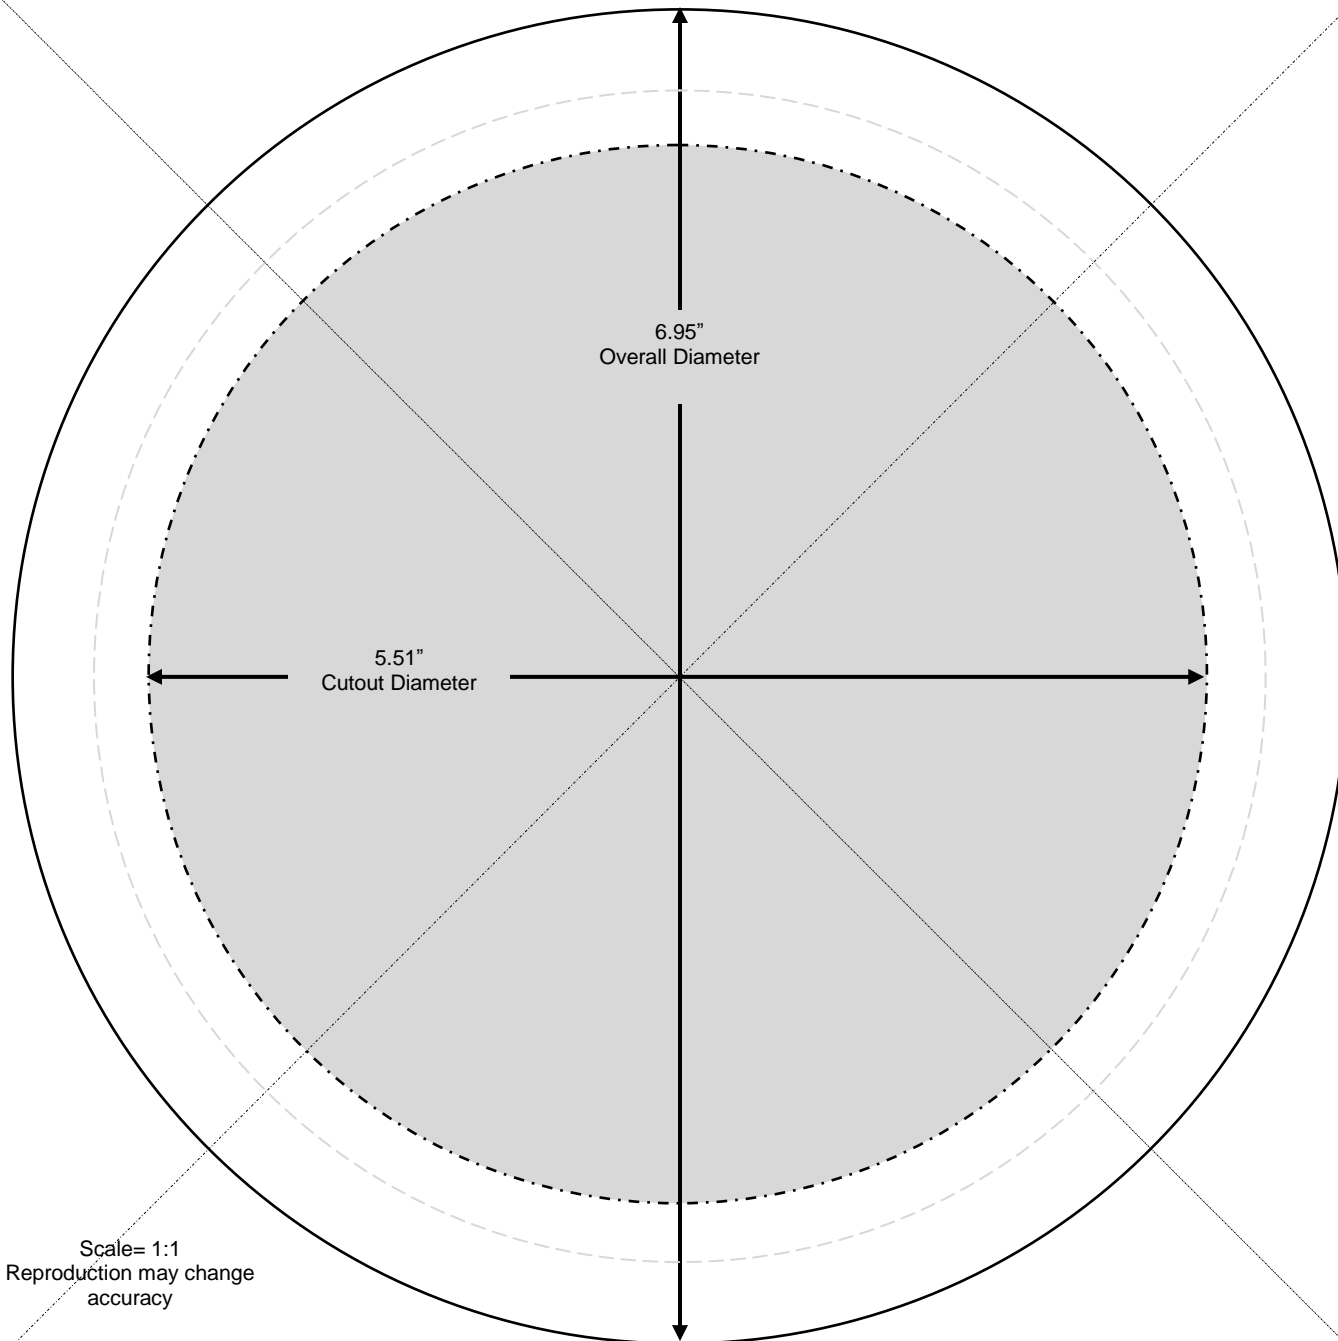 6.95”
Overall Diameter
5.51”
Cutout Diameter
Scale= 1:1
Reproduction may change
accuracy